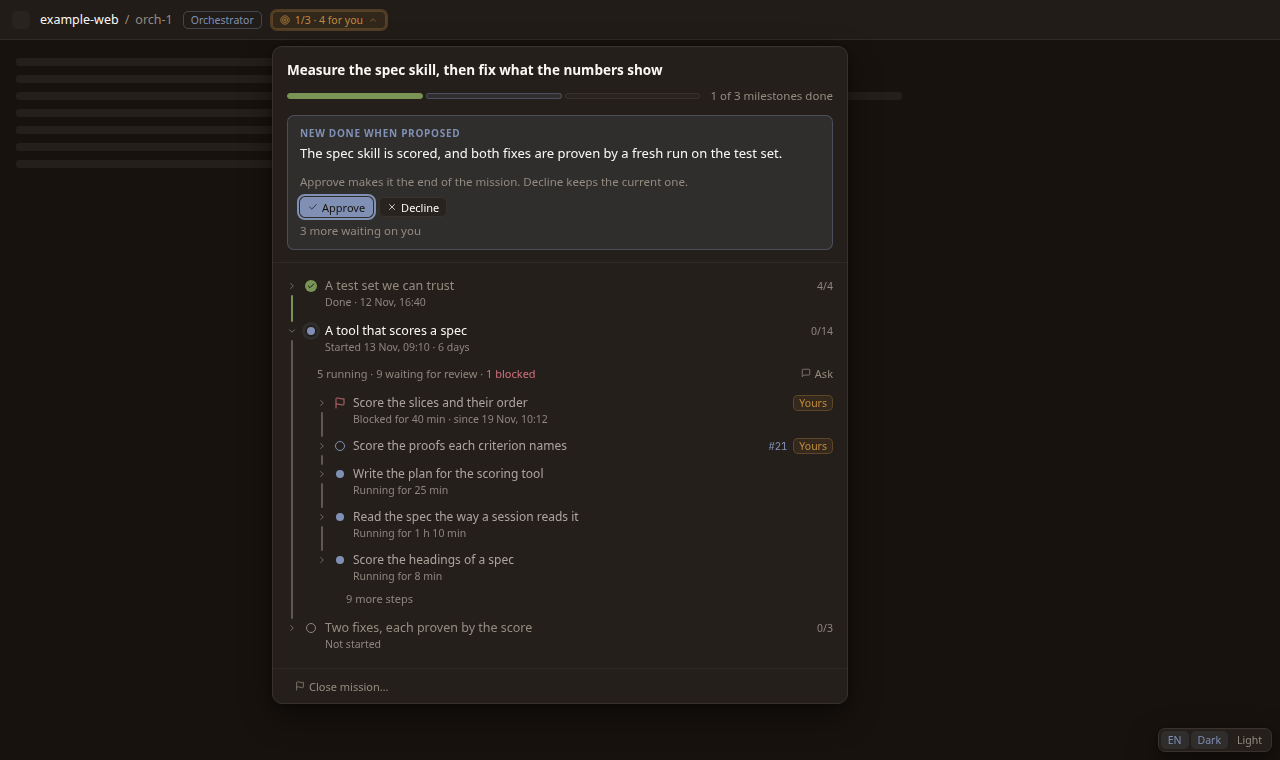 example-web / orch-1 Orchestrator 1/3 · 4 for you
Measure the spec skill, then fix what the numbers show
1 of 3 milestones done
NEW DONE WHEN PROPOSED
The spec skill is scored, and both fixes are proven by a fresh run on the test set.
Approve makes it the end of the mission. Decline keeps the current one.
Approve Decline
3 more waiting on you
A test set we can trust 4/4
Done · 12 Nov, 16:40
A tool that scores a spec 0/14
Started 13 Nov, 09:10 · 6 days
5 running · 9 waiting for review · 1 blocked Ask
Score the slices and their order Yours
Blocked for 40 min · since 19 Nov, 10:12
Score the proofs each criterion names #21 Yours
Write the plan for the scoring tool
Running for 25 min
Read the spec the way a session reads it
Running for 1 h 10 min
Score the headings of a spec
Running for 8 min
9 more steps
Two fixes, each proven by the score 0/3
Not started
Close mission...
EN Dark Light